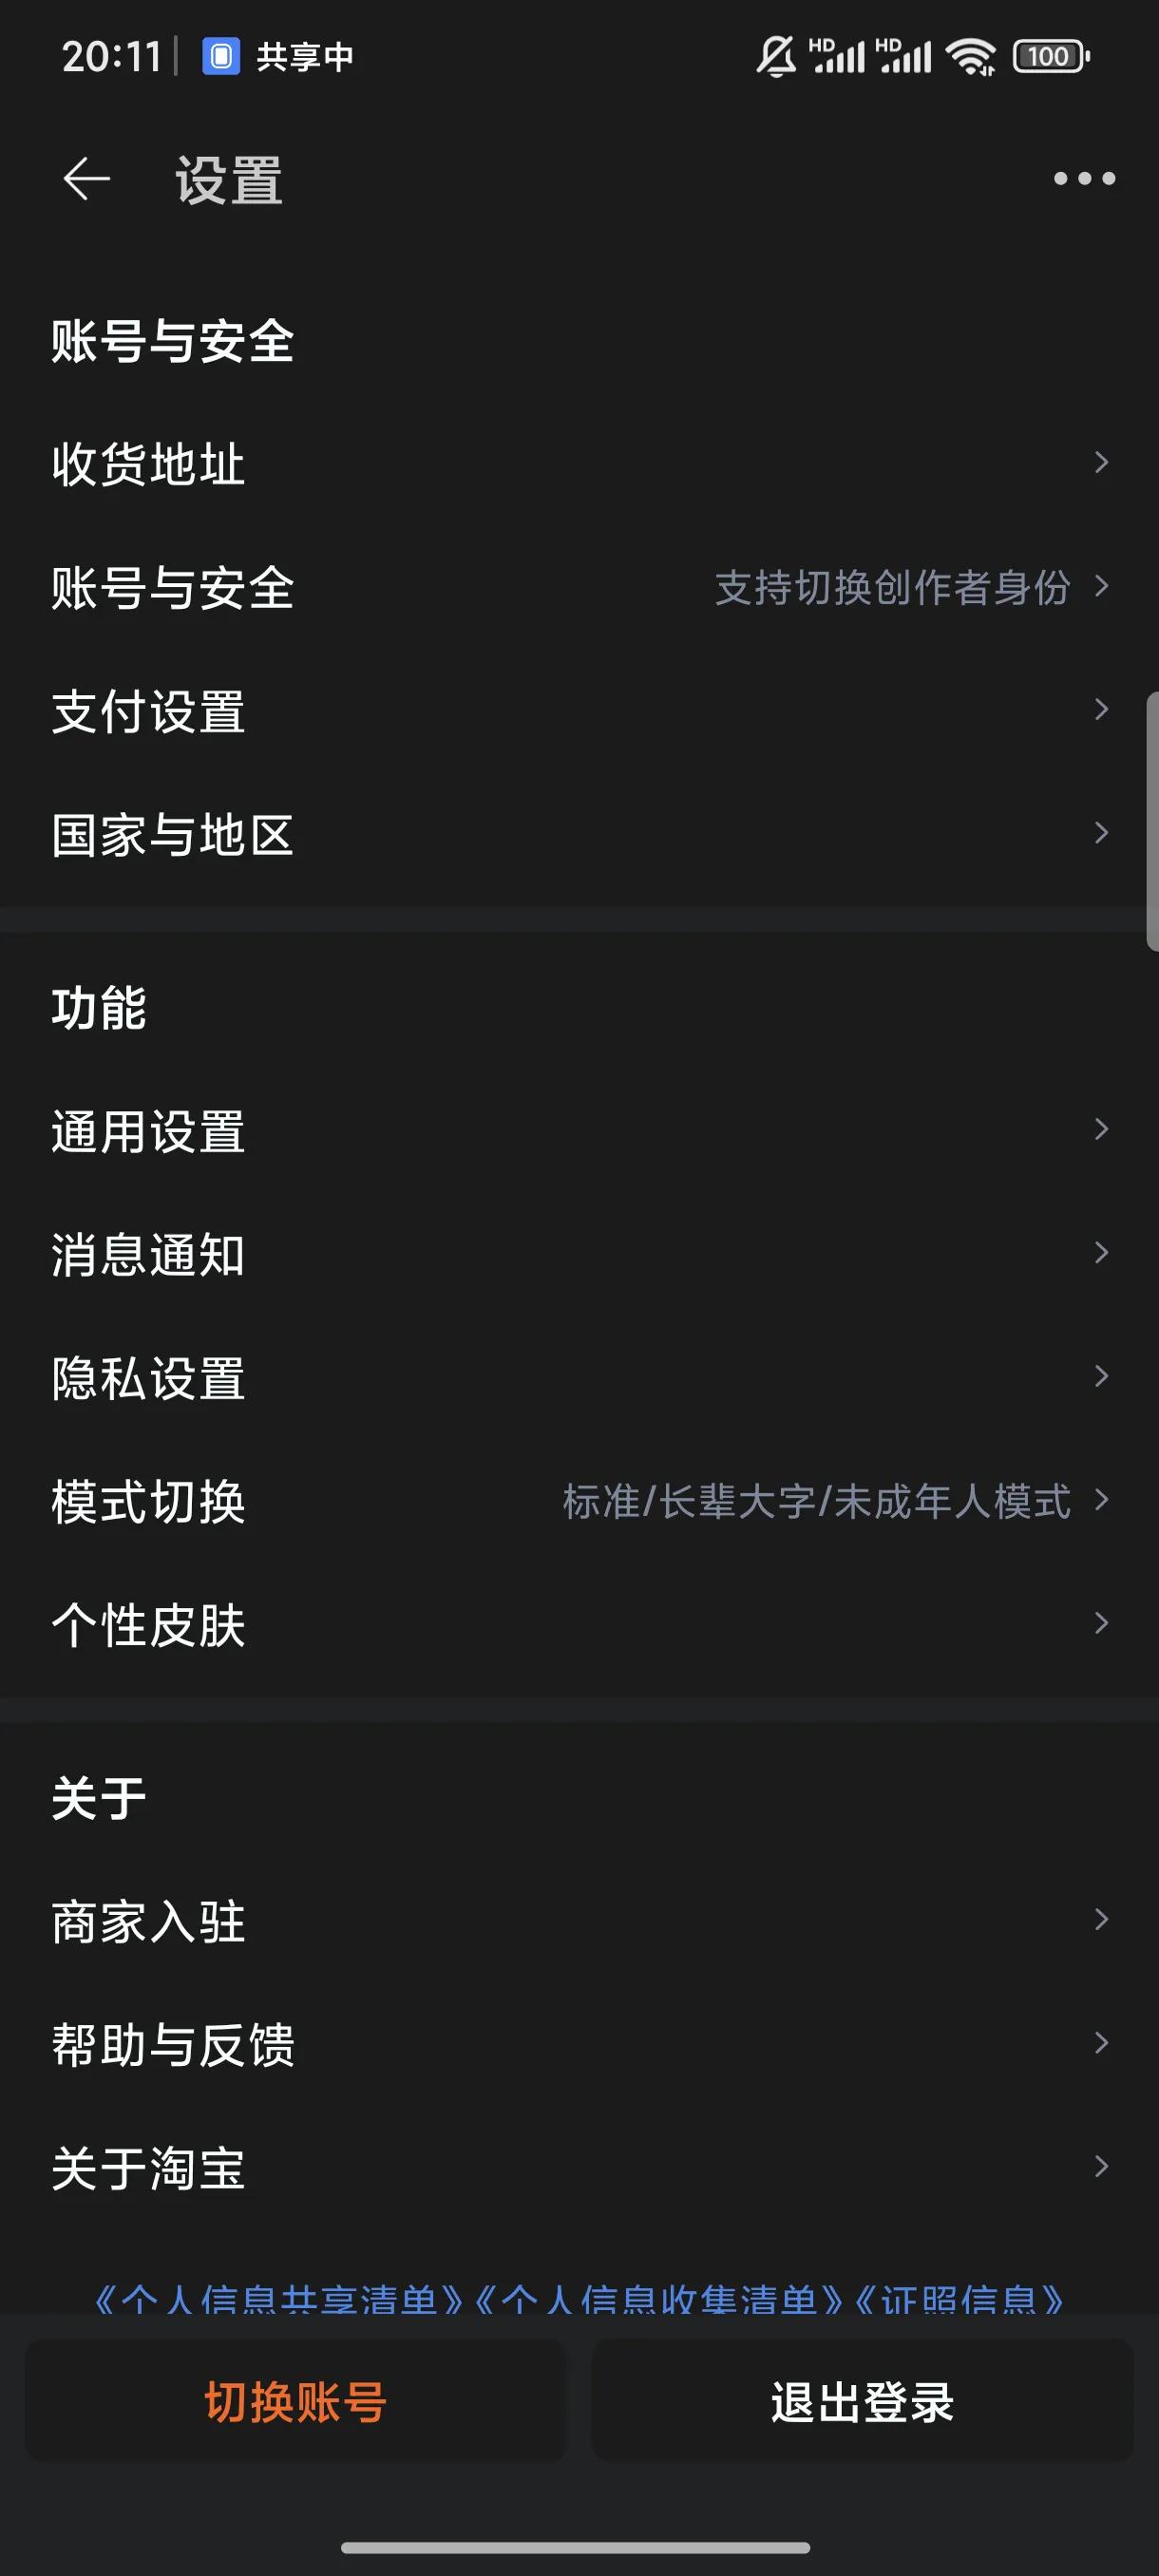 20:11
共享中
HD HD 100
设置
账号与安全
收货地址
账号与安全 支持切换创作者身份
支付设置
国家与地区
功能
通用设置
消息通知
隐私设置
模式切换 标准/长辈大字/未成年人模式
个性皮肤
关于
商家入驻
帮助与反馈
关于淘宝
《个人信息共享清单》《个人信息收集清单》《证照信息》
切换账号 退出登录